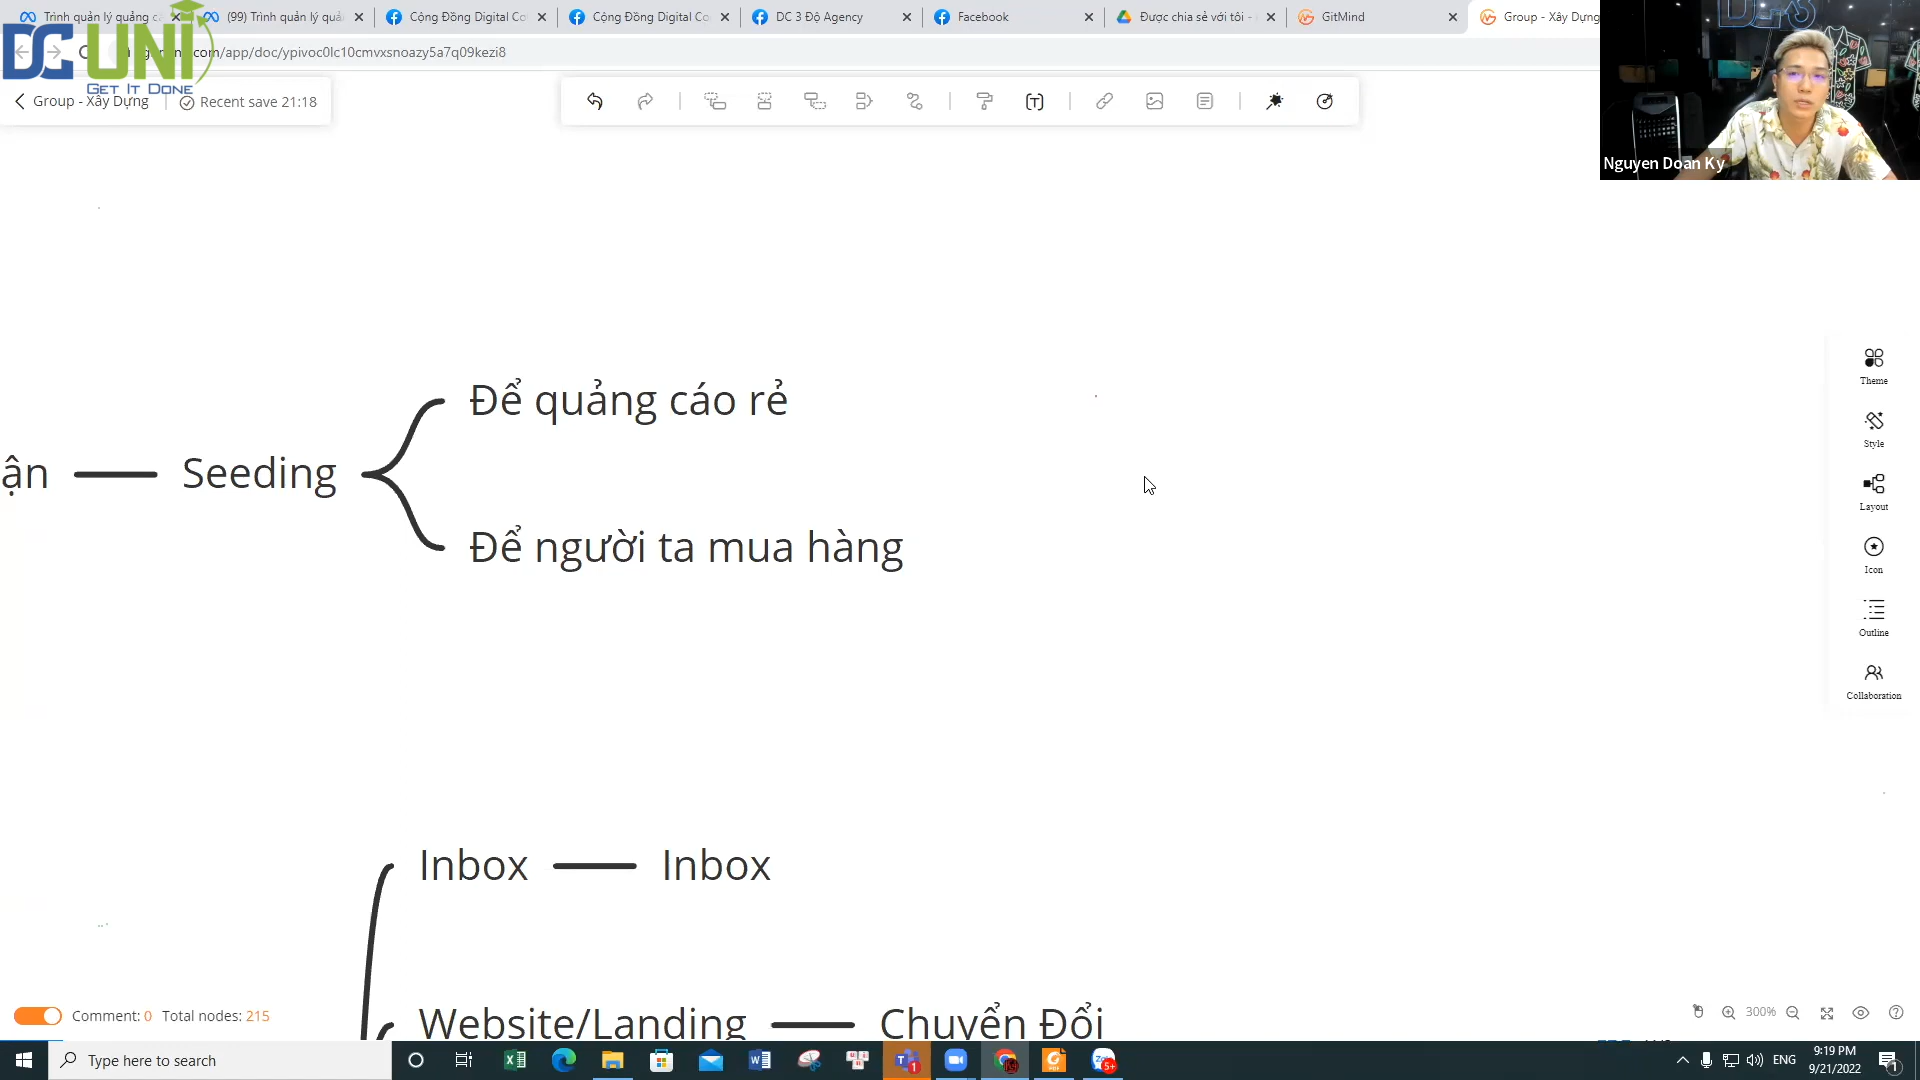 Trình quản lý quảng c
(99) Trình quản lý quả
Cộng Đồng Digital Co
Cộng Đồng Digital Co
DC 3 Độ Agency
Facebook
Được chia sẻ với tôi -
GitMind
Group - Xây Dựng
DC UNI
GET IT DONE
com/app/doc/ypivoc0lc10cmvxsnoazy5a7q09kezi8
Group - Xây Dựng
Recent save 21:18
Nguyen Doan Ky
Theme
Style
Layout
Icon
Outline
Collaboration
Để quảng cáo rẻ
ận
Seeding
Để người ta mua hàng
Inbox
Inbox
Website/Landing
Chuyển Đổi
Comment: 0
Total nodes: 215
300%
Type here to search
ENG
9:19 PM
9/21/2022